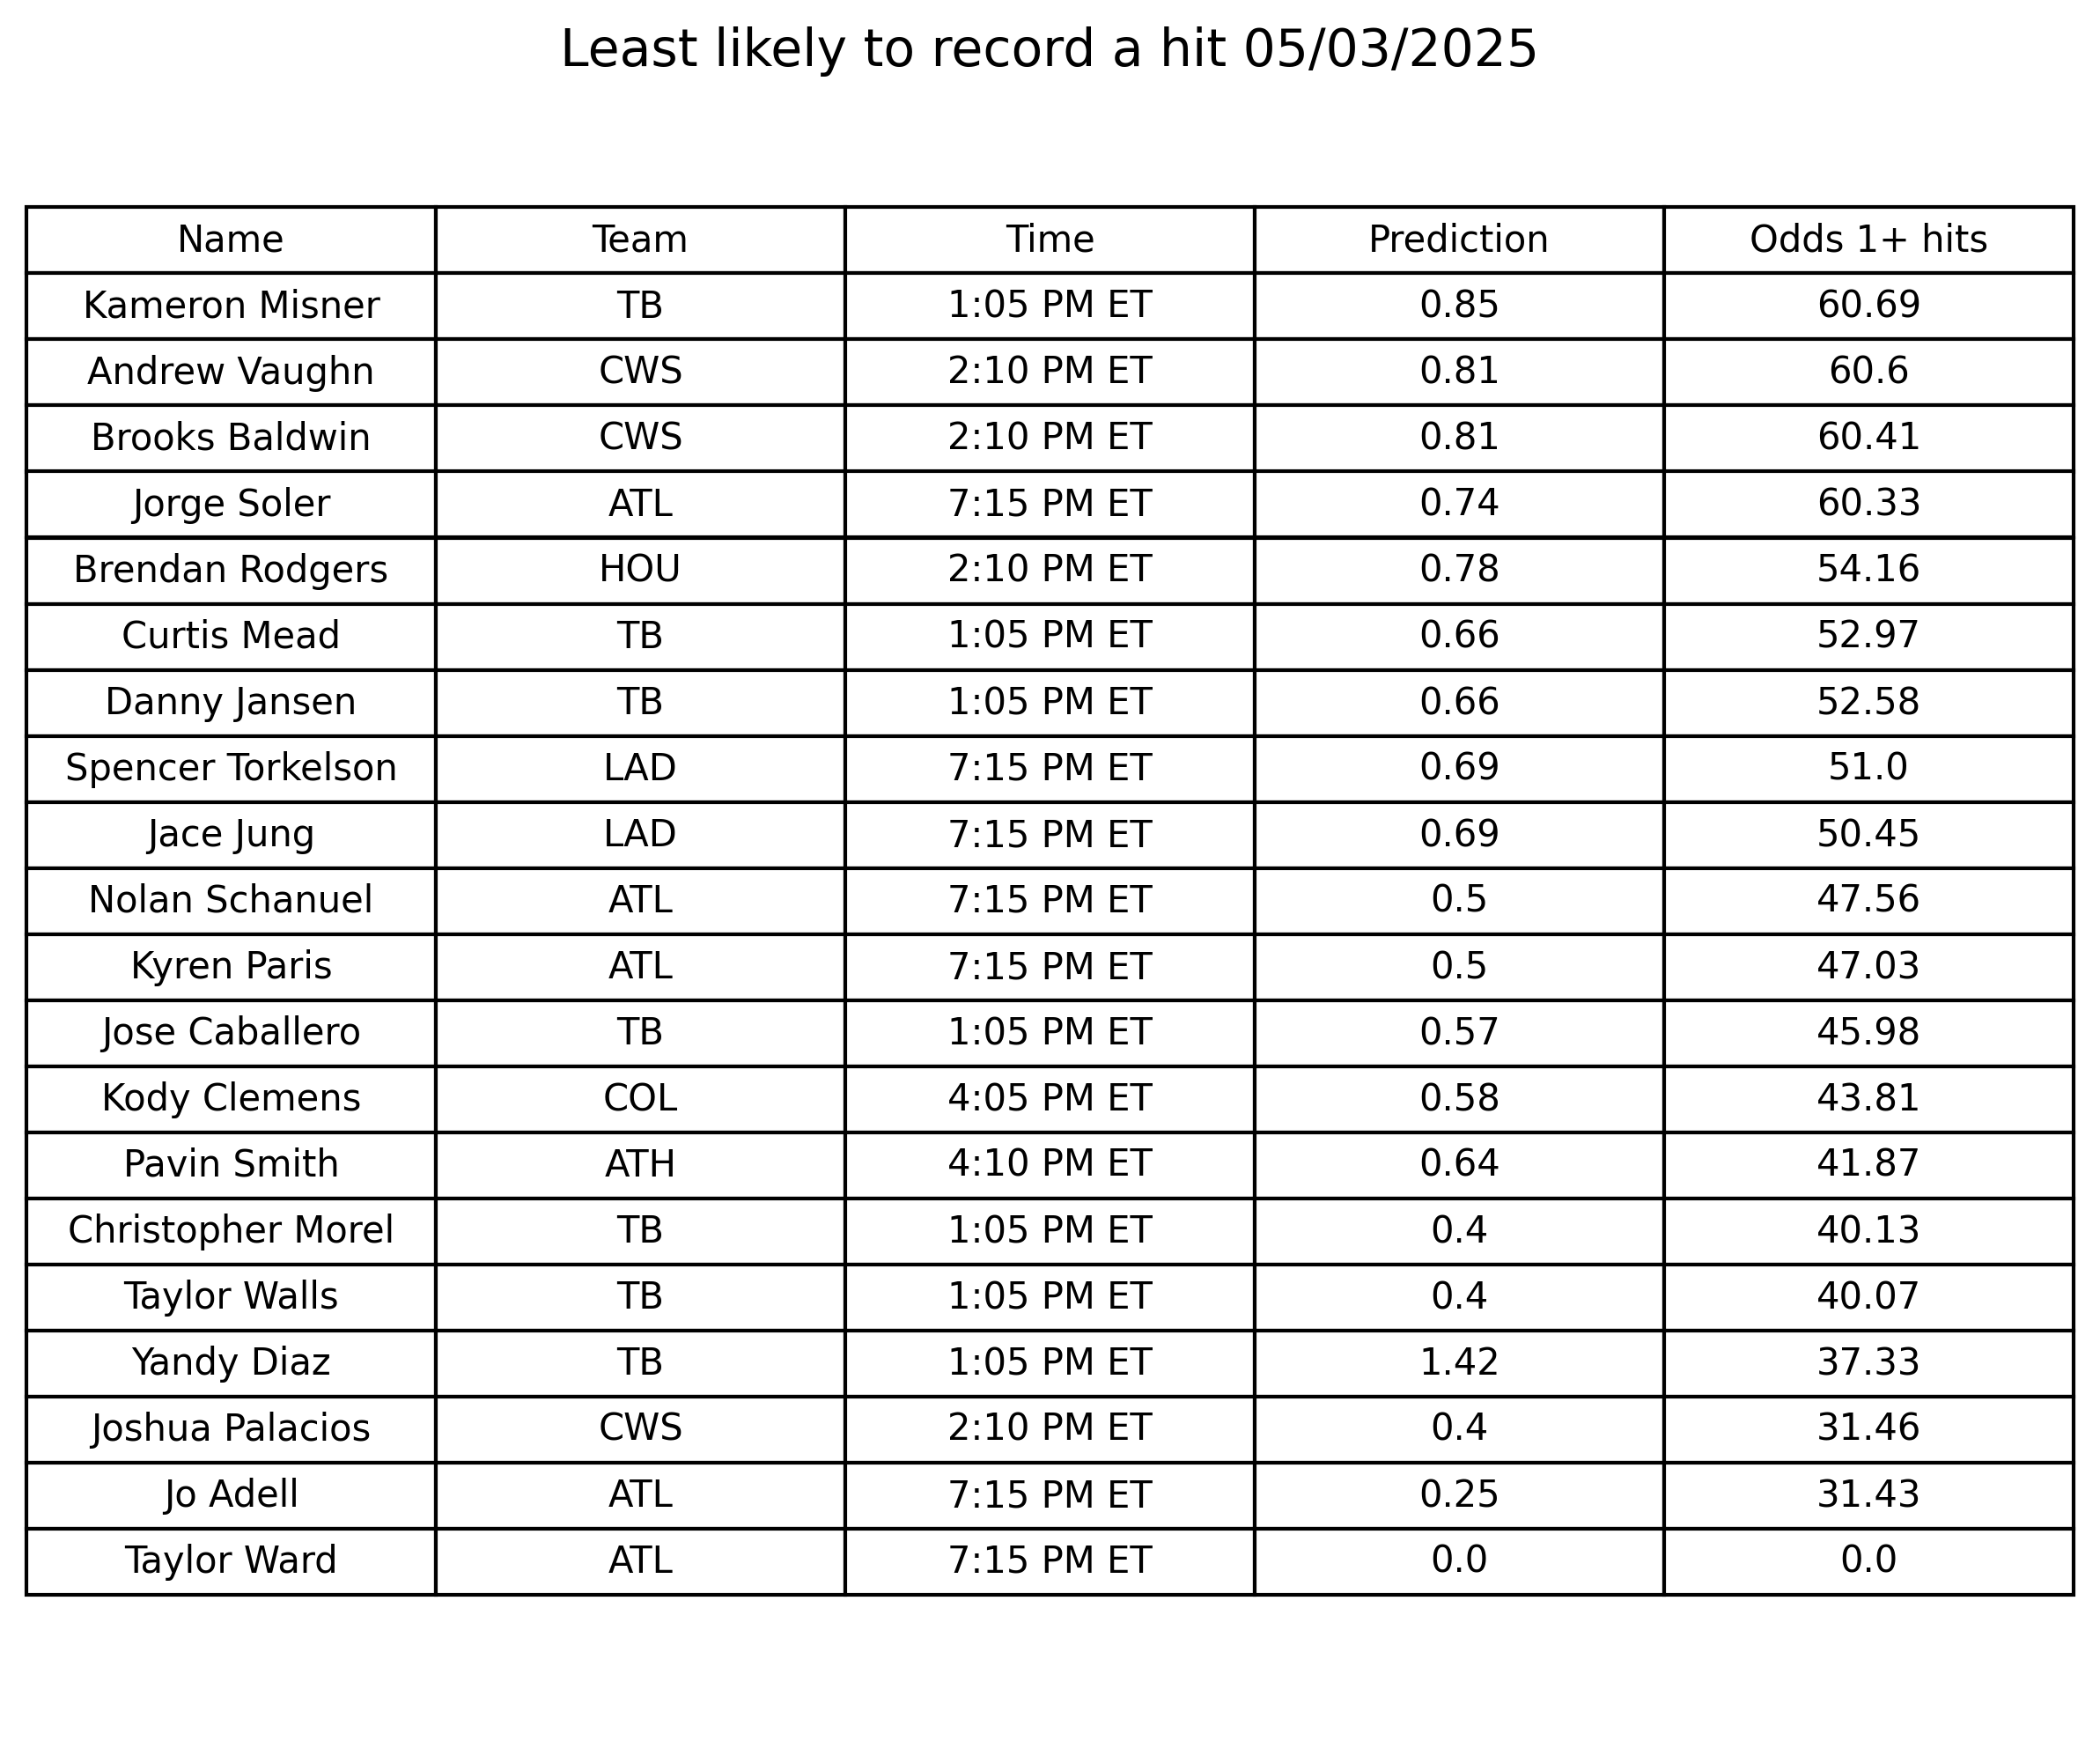 Least likely to record a hit 05/03/2025
Name Team Time Prediction Odds 1+ hits
Kameron Misner TB 1:05 PM ET 0.85 60.69
Andrew Vaughn CWS 2:10 PM ET 0.81 60.6
Brooks Baldwin CWS 2:10 PM ET 0.81 60.41
Jorge Soler ATL 7:15 PM ET 0.74 60.33
Brendan Rodgers HOU 2:10 PM ET 0.78 54.16
Curtis Mead TB 1:05 PM ET 0.66 52.97
Danny Jansen TB 1:05 PM ET 0.66 52.58
Spencer Torkelson LAD 7:15 PM ET 0.69 51.0
Jace Jung LAD 7:15 PM ET 0.69 50.45
Nolan Schanuel ATL 7:15 PM ET 0.5 47.56
Kyren Paris ATL 7:15 PM ET 0.5 47.03
Jose Caballero TB 1:05 PM ET 0.57 45.98
Kody Clemens COL 4:05 PM ET 0.58 43.81
Pavin Smith ATH 4:10 PM ET 0.64 41.87
Christopher Morel TB 1:05 PM ET 0.4 40.13
Taylor Walls TB 1:05 PM ET 0.4 40.07
Yandy Diaz TB 1:05 PM ET 1.42 37.33
Joshua Palacios CWS 2:10 PM ET 0.4 31.46
Jo Adell ATL 7:15 PM ET 0.25 31.43
Taylor Ward ATL 7:15 PM ET 0.0 0.0